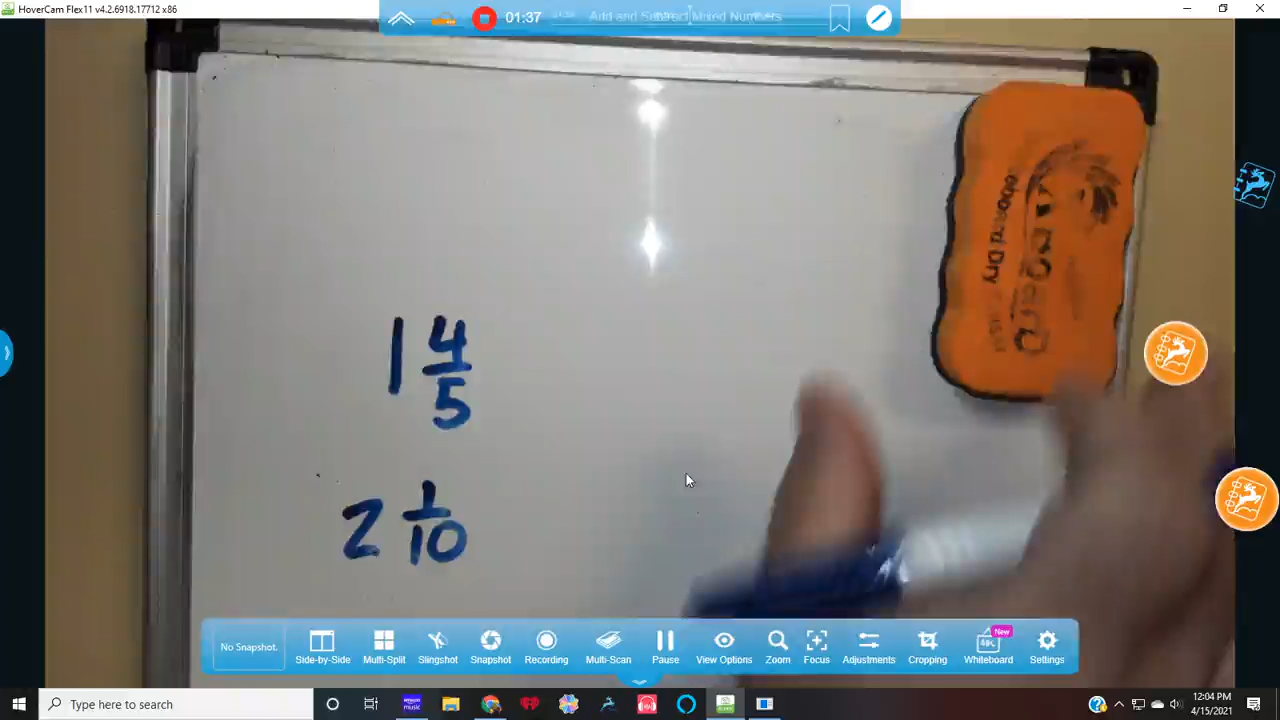 HoverCam Flex11 v4.2.6918.17712 x86
01:37
Add and Subtract Mixed Numbers
1 4/5
2 1/10
No Snapshot.
Side-by-Side
Multi-Split
Slingshot
Snapshot
Recording
Multi-Scan
Pause
View Options
Zoom
Focus
Adjustments
Cropping
New
Whiteboard
Settings
Type here to search
12:04 PM
4/15/2021